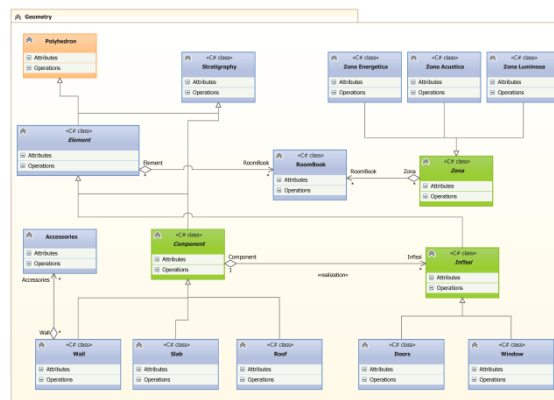 Geometry
Polyhedron
Attributes
Operations
«C# class»
Stratigraphy
Attributes
Operations
«C# class»
Zona Energetica
Attributes
Operations
«C# class»
Zona Acustica
Attributes
Operations
«C# class»
Zona Luminosa
Attributes
Operations
«C# class»
Element
Attributes
Operations
Element
*
RoomBook
*
«C# class»
RoomBook
Attributes
Operations
RoomBook
*
Zona
*
«C# class»
Zona
Attributes
Operations
Accessories
Attributes
Operations
Accessories
*
«C# class»
Component
Attributes
Operations
Component
1
«realization»
Infissi
*
«C# class»
Infissi
Attributes
Operations
Wall
*
«C# class»
Wall
Attributes
Operations
«C# class»
Slab
Attributes
Operations
«C# class»
Roof
Attributes
Operations
«C# class»
Doors
Attributes
Operations
«C# class»
Window
Attributes
Operations